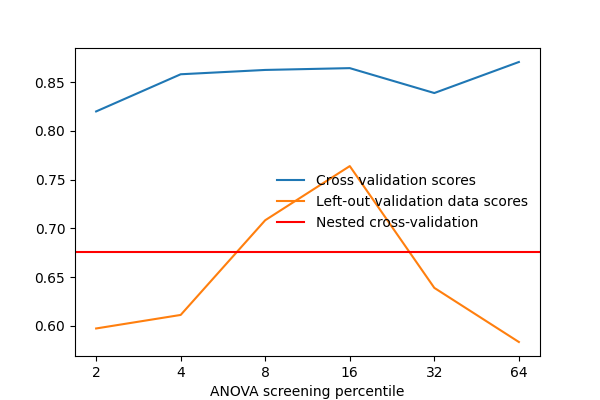 0.85
0.80
0.75
0.70
0.65
0.60
Cross validation scores
Left-out validation data scores
Nested cross-validation
2 4 8 16 32 64
ANOVA screening percentile